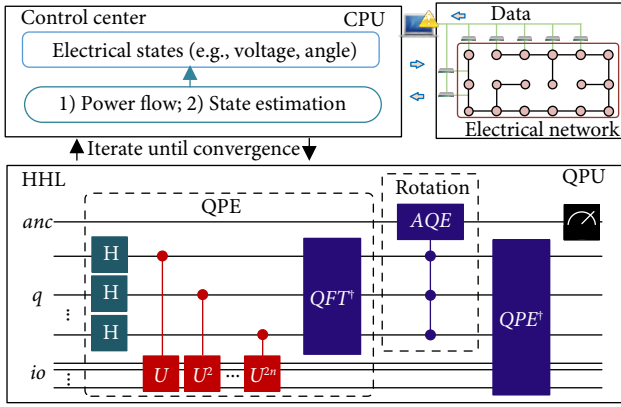 Control center
CPU
Electrical states (e.g., voltage, angle)
1) Power flow; 2) State estimation
Data
Electrical network
Iterate until convergence
HHL
QPE
Rotation
QPU
anc
AQE
H
q
H
QFT†
QPE†
⋮
H
io
⋮
U
U²
...
U²ⁿ